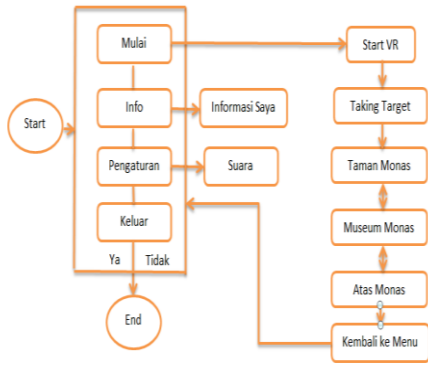 Mulai
Start VR
Info
Informasi Saya
Taking Target
Start
Pengaturan
Suara
Taman Monas
Keluar
Museum Monas
Ya
Tidak
Atas Monas
End
Kembali ke Menu